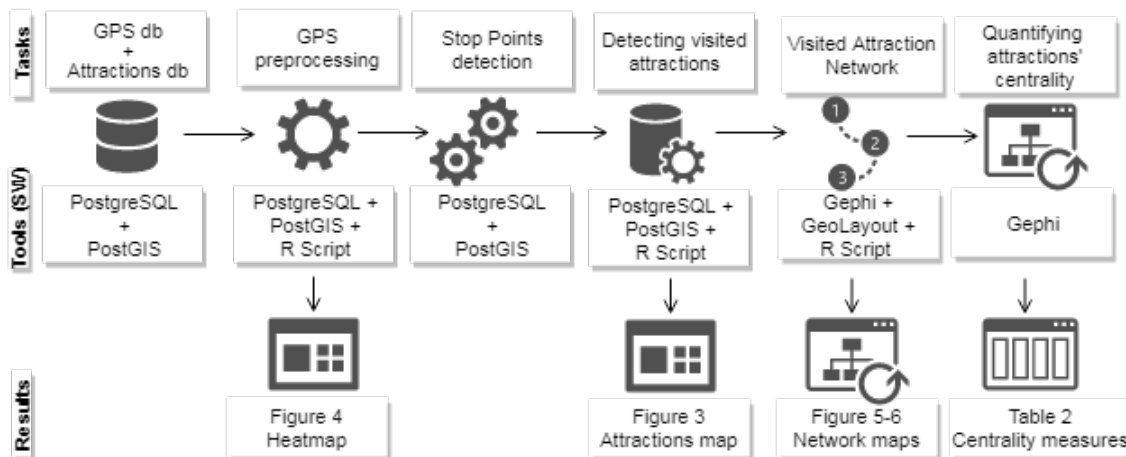 Tasks
GPS db
+
Attractions db
GPS
preprocessing
Stop Points
detection
Detecting visited
attractions
Visited Attraction
Network
Quantifying
attractions'
centrality
1
2
3
Tools (SW)
PostgreSQL
+
PostGIS
PostgreSQL +
PostGIS +
R Script
PostgreSQL
+
PostGIS
PostgreSQL +
PostGIS +
R Script
Gephi +
GeoLayout +
R Script
Gephi
Results
Figure 4
Heatmap
Figure 3
Attractions map
Figure 5-6
Network maps
Table 2
Centrality measures